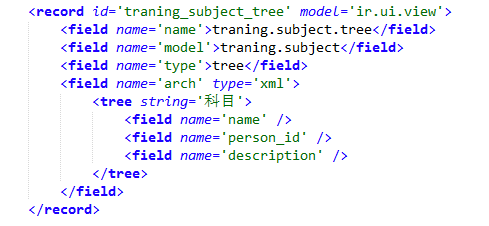 <record id='traning_subject_tree' model='ir.ui.view'>
<field name='name'>traning.subject.tree</field>
<field name='model'>traning.subject</field>
<field name='type'>tree</field>
<field name='arch' type='xml'>
<tree string='科目'>
<field name='name' />
<field name='person_id' />
<field name='description' />
</tree>
</field>
</record>